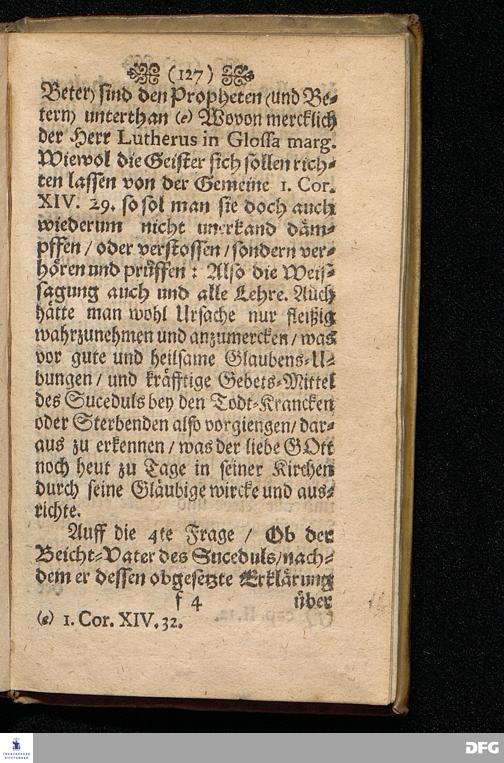 (127)
Beter) sind den Propheten (und Be-
tern) unterthan (e) Wovon mercklich
der Herr Lutherus in Glossa marg.
Wiewol die Geister sich sollen rich-
ten lassen von der Gemeine 1. Cor.
XIV. 29. so sol man sie doch auch
wiederum nicht unerkand däm-
pffen / oder verstossen / sondern ver-
hören und prüffen: Also die Weis-
sagung auch und alle Lehre. Auch
hätte man wohl Ursache nur fleißig
wahrzunehmen und anzumercken / was
vor gute und heilsame Glaubens-U-
bungen / und kräfftige Gebets-Mittel
des Suceduls bey den Todt-Krancken
oder Sterbenden also vorgiengen / dar-
aus zu erkennen / was der liebe GOtt
noch heut zu Tage in seiner Kirchen
durch seine Gläubige wircke und aus-
richte.
Auff die 4te Frage / Ob der
Beicht-Vater des Suceduls / nach-
dem er dessen obgesetzte Erklärung
f 4 über
(e) 1. Cor. XIV. 32.
FRANCKESCHE STIFTUNGEN
DFG